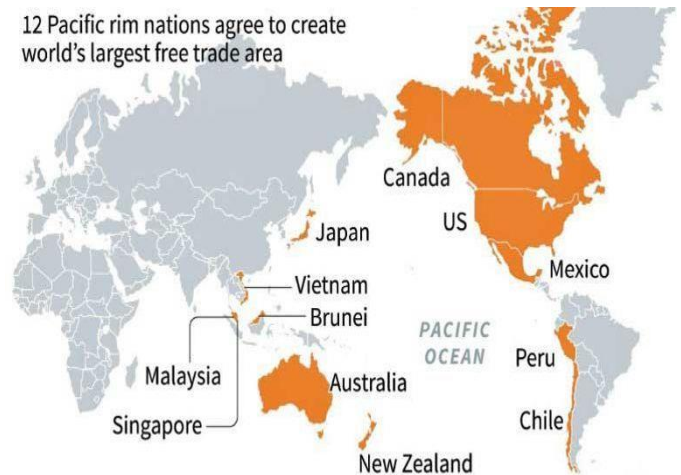 12 Pacific rim nations agree to create
world's largest free trade area
Canada
US
Japan
Mexico
Vietnam
Brunei
PACIFIC
OCEAN
Peru
Malaysia
Australia
Singapore
Chile
New Zealand